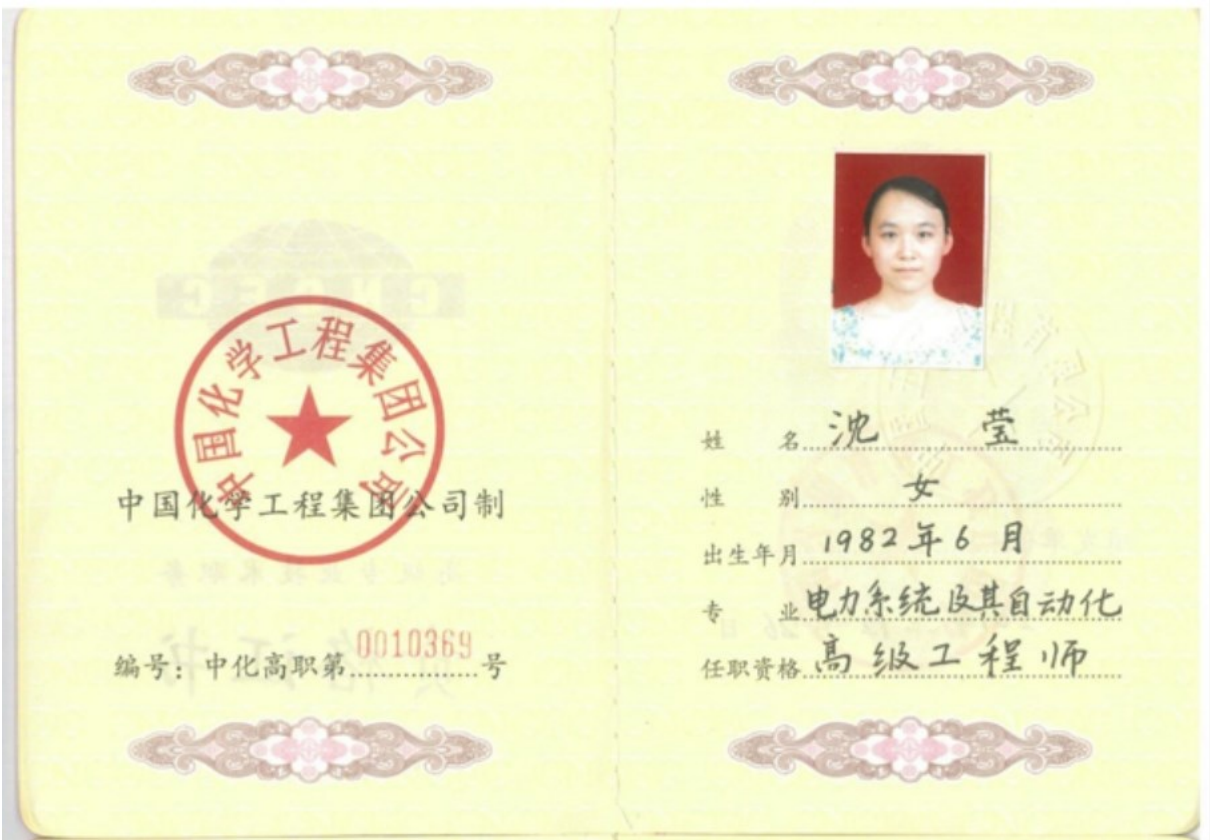 中国化学工程集团公司
中国化学工程集团公司制
编号：中化高职第0010369号
姓名 沈莹
性别 女
出生年月 1982年6月
专业 电力系统及其自动化
任职资格 高级工程师